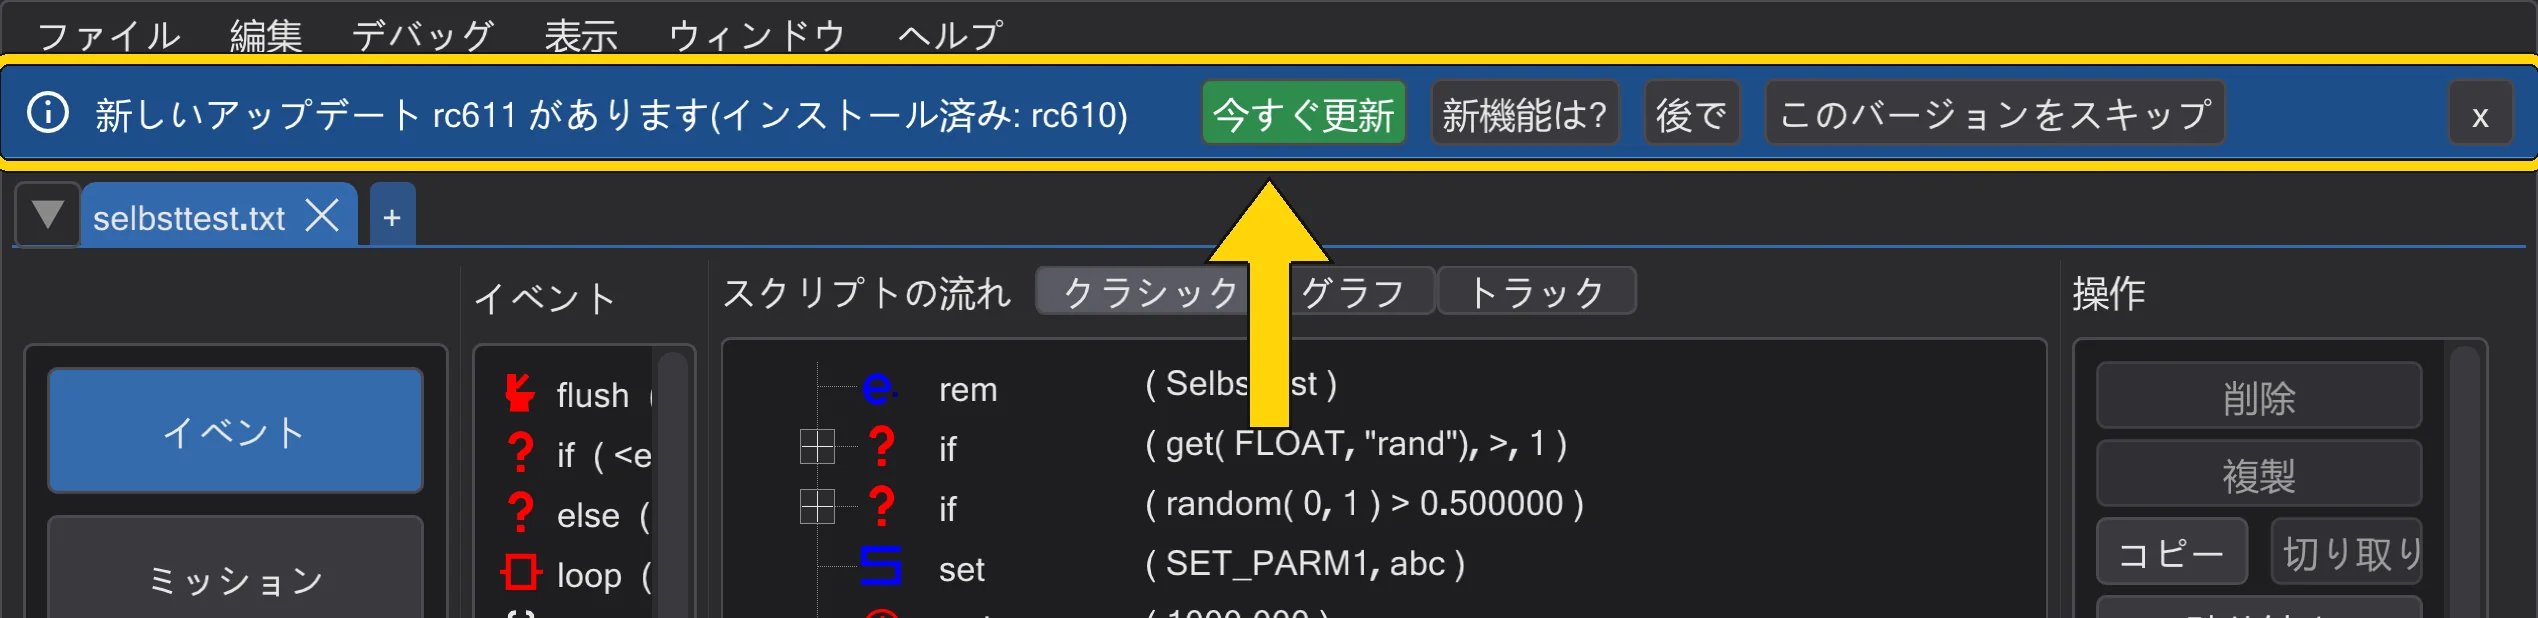 ファイル 編集 デバッグ 表示 ウィンドウ ヘルプ
新しいアップデート rc611 があります(インストール済み: rc610) 今すぐ更新 新機能は? 後で このバージョンをスキップ x
selbsttest.txt +
イベント スクリプトの流れ クラシック グラフ トラック 操作
イベント
ミッション
flush (
if ( <e
else (
loop (
rem
if ( get( FLOAT, "rand"), >, 1 )
if ( random( 0, 1 ) > 0.500000 )
set ( SET_PARM1, abc )
削除
複製
コピー 切り取り